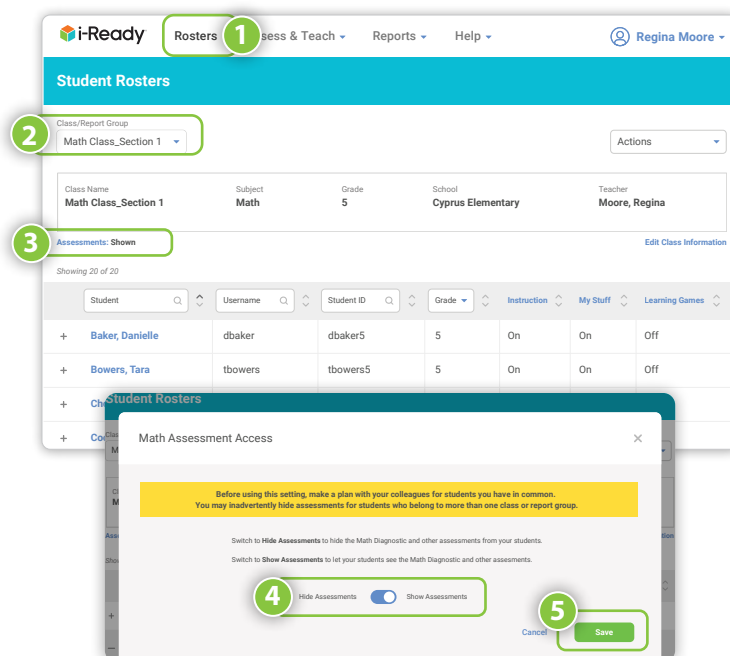 i-Ready
Rosters 1 sess & Teach Reports Help Regina Moore
Student Rosters
Class/Report Group
2 Math Class_Section 1 Actions
Class Name Subject Grade School Teacher
Math Class_Section 1 Math 5 Cyprus Elementary Moore, Regina
3 Assessments: Shown Edit Class Information
Showing 20 of 20
Student Username Student ID Grade Instruction My Stuff Learning Games
+ Baker, Danielle dbaker dbaker5 5 On On Off
+ Bowers, Tara tbowers tbowers5 5 On On Off
+ Ch
Student Rosters
+ Co
Math Assessment Access ×
Before using this setting, make a plan with your colleagues for students you have in common.
You may inadvertently hide assessments for students who belong to more than one class or report group.
Switch to Hide Assessments to hide the Math Diagnostic and other assessments from your students.
Switch to Show Assessments to let your students see the Math Diagnostic and other assesments.
4 Hide Assessments Show Assessments
5
Cancel Save